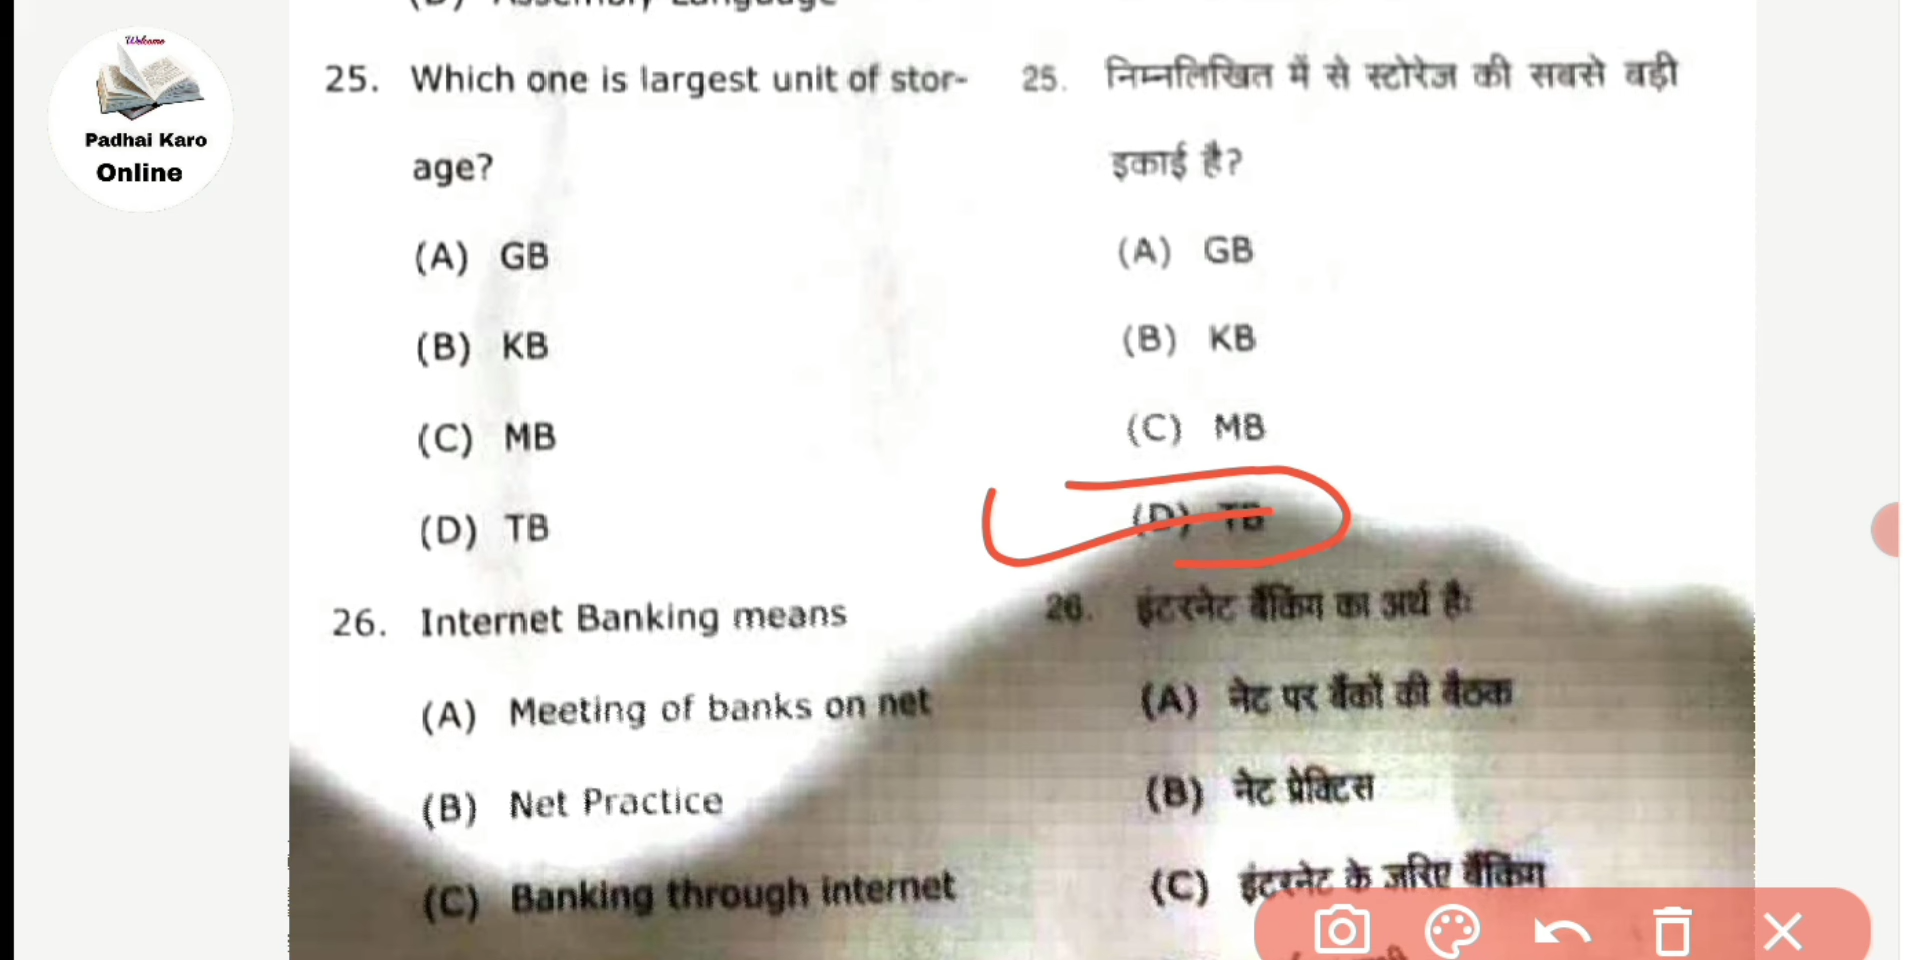 Welcome
Padhai Karo
Online
(D) Assembly Language
25. Which one is largest unit of stor-
age?
(A) GB
(B) KB
(C) MB
(D) TB
26. Internet Banking means
(A) Meeting of banks on net
(B) Net Practice
(C) Banking through internet
25. निम्नलिखित में से स्टोरेज की सबसे बड़ी
इकाई है?
(A) GB
(B) KB
(C) MB
(D) TB
26. इंटरनेट बैंकिंग का अर्थ है:
(A) नेट पर बैंकों की बैठक
(B) नेट प्रेक्टिस
(C) इंटरनेट के जरिए बैंकिंग